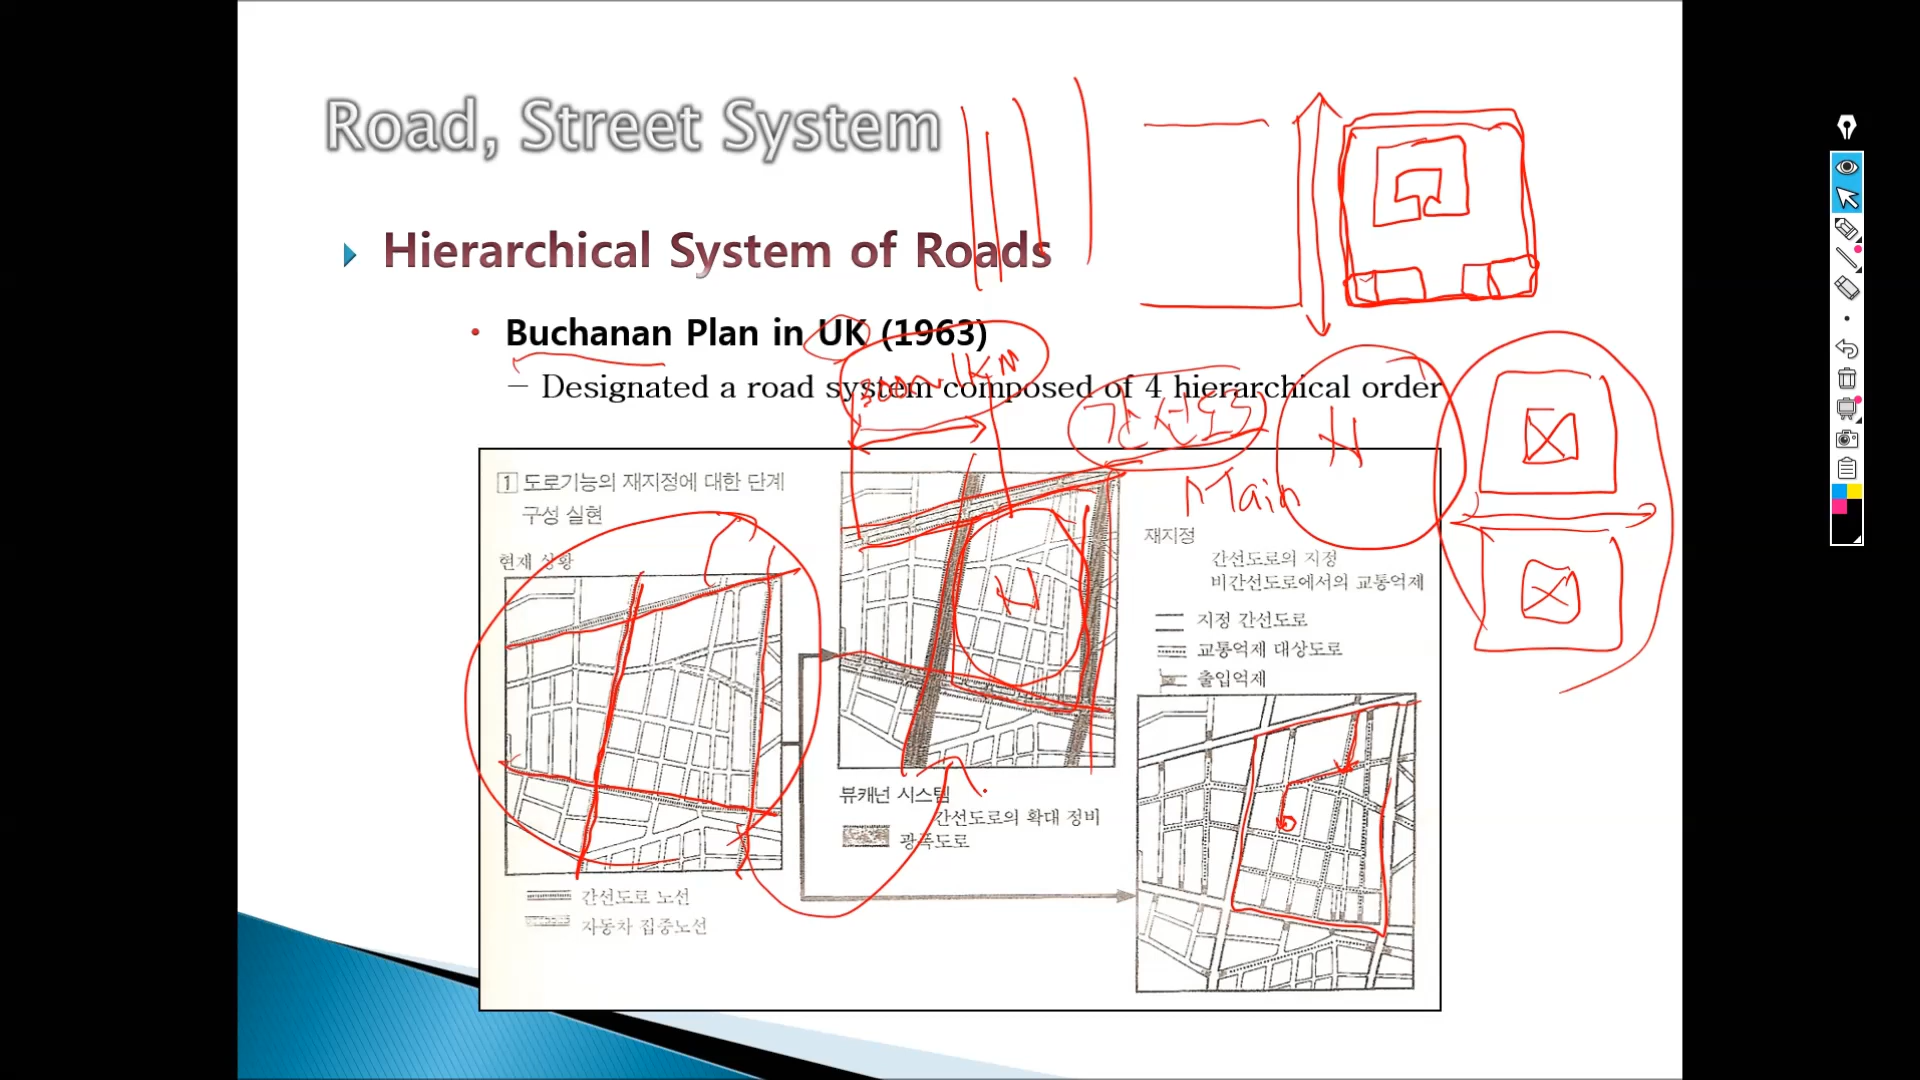 Road, Street System
Hierarchical System of Roads
Buchanan Plan in UK (1963)
300m~1KM
– Designated a road system composed of 4 hierarchical order
간선도로
N
Main
1 도로기능의 재지정에 대한 단계
구성 실현
현재 상황
N
재지정
간선도로의 지정
비간선도로에서의 교통억제
지정 간선도로
교통억제 대상도로
출입억제
뷰캐넌 시스템
간선도로의 확대 정비
광폭도로
간선도로 노선
자동차 집중노선